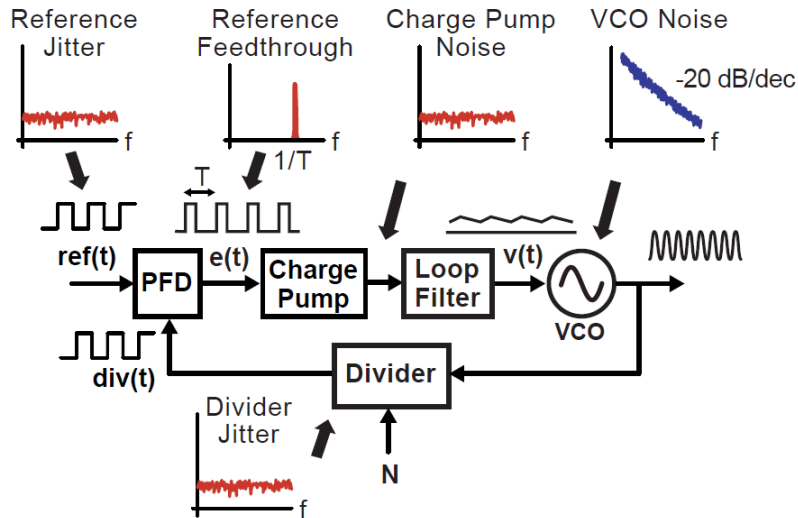 Reference
Jitter
Reference
Feedthrough
Charge Pump
Noise
VCO Noise
-20 dB/dec
f
f
f
f
1/T
T
ref(t)
e(t)
v(t)
PFD
Charge
Pump
Loop
Filter
VCO
div(t)
Divider
Divider
Jitter
N
f